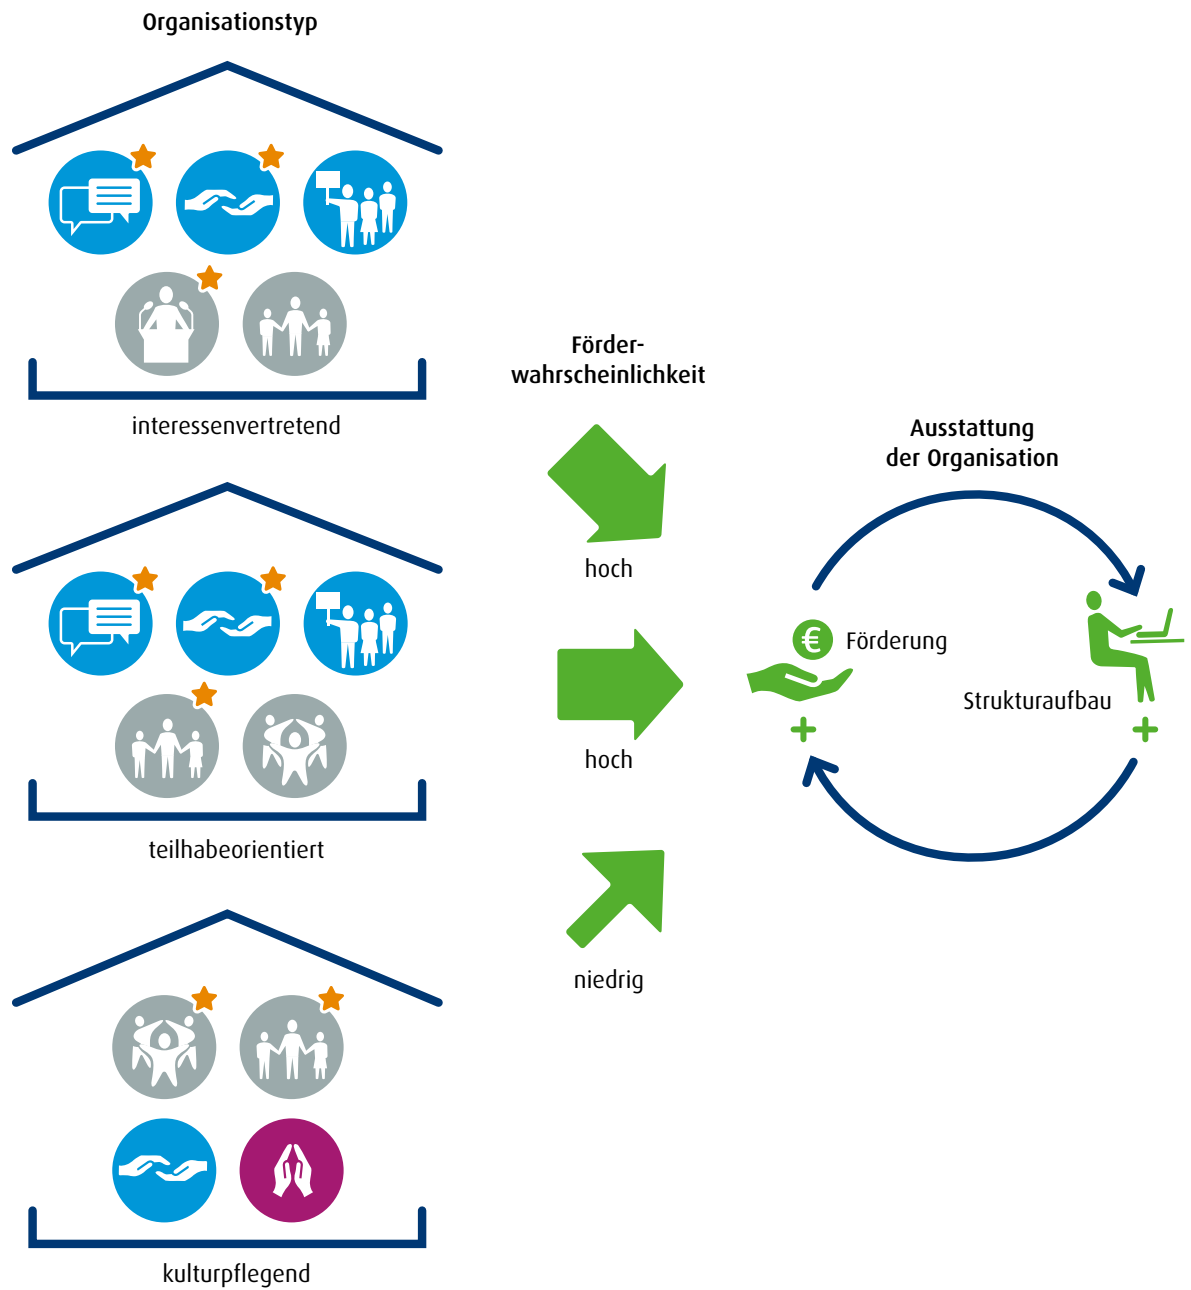 Organisationstyp
interessenvertretend
teilhabeorientiert
kulturpflegend
Förder-
wahrscheinlichkeit
hoch
hoch
niedrig
Ausstattung
der Organisation
€ Förderung
Strukturaufbau
+
+